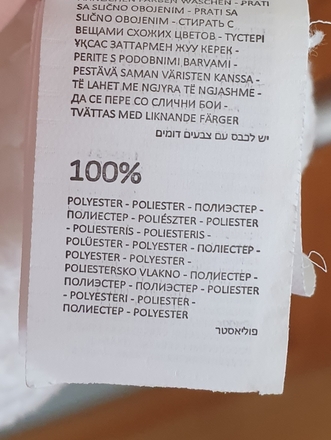 SA SLIČNO OBOJENIM - PRATI SA
SLIČNO OBOJENIM - СТИРАТЬ С
ВЕЩАМИ СХОЖИХ ЦВЕТОВ - ТҮСТЕРІ
ҰҚСАС ЗАТТАРМЕН ЖУУ КЕРЕК -
PERITE S PODOBNIMI BARVAMI -
PESTÄVÄ SAMAN VÄRISTEN KANSSA -
TË LAHET ME NGJYRA TË NGJASHME -
ДА СЕ ПЕРЕ СО СЛИЧНИ БОИ -
TVÄTTAS MED LIKNANDE FÄRGER
יש לכבס עם צבעים דומים
100%
POLYESTER - POLIESTER - ПОЛИЭСТЕР -
ПОЛИЕСТЕР - POLIÉSZTER - POLIESTER
- POLIESTERIS - POLIESTERIS -
POLÜESTER - POLYESTER - ПОЛІЕСТЕР -
POLYESTER - POLYESTER -
POLIESTERSKO VLAKNO - ПОЛИЕСТЕР -
ПОЛИЭСТЕР - ПОЛИЭСТЕР - POLIESTER
- POLYESTERI - POLIESTER -
ПОЛИЕСТЕР - POLYESTER
פוליאסטר